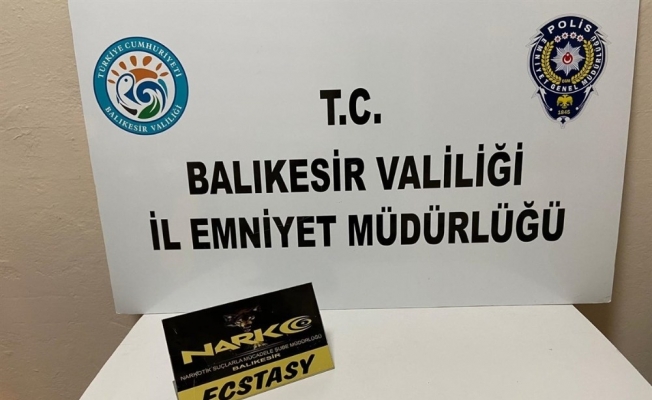 TÜRKİYE CUMHURİYETİ
BALIKESİR VALİLİĞİ
POLİS
EMNİYET GENEL MÜDÜRLÜĞÜ
1845
T.C.
BALIKESİR VALİLİĞİ
İL EMNİYET MÜDÜRLÜĞÜ
NARKO
NARKOTİK SUÇLARLA MÜCADELE ŞUBE MÜDÜRLÜĞÜ
BALIKESİR
ECSTASY